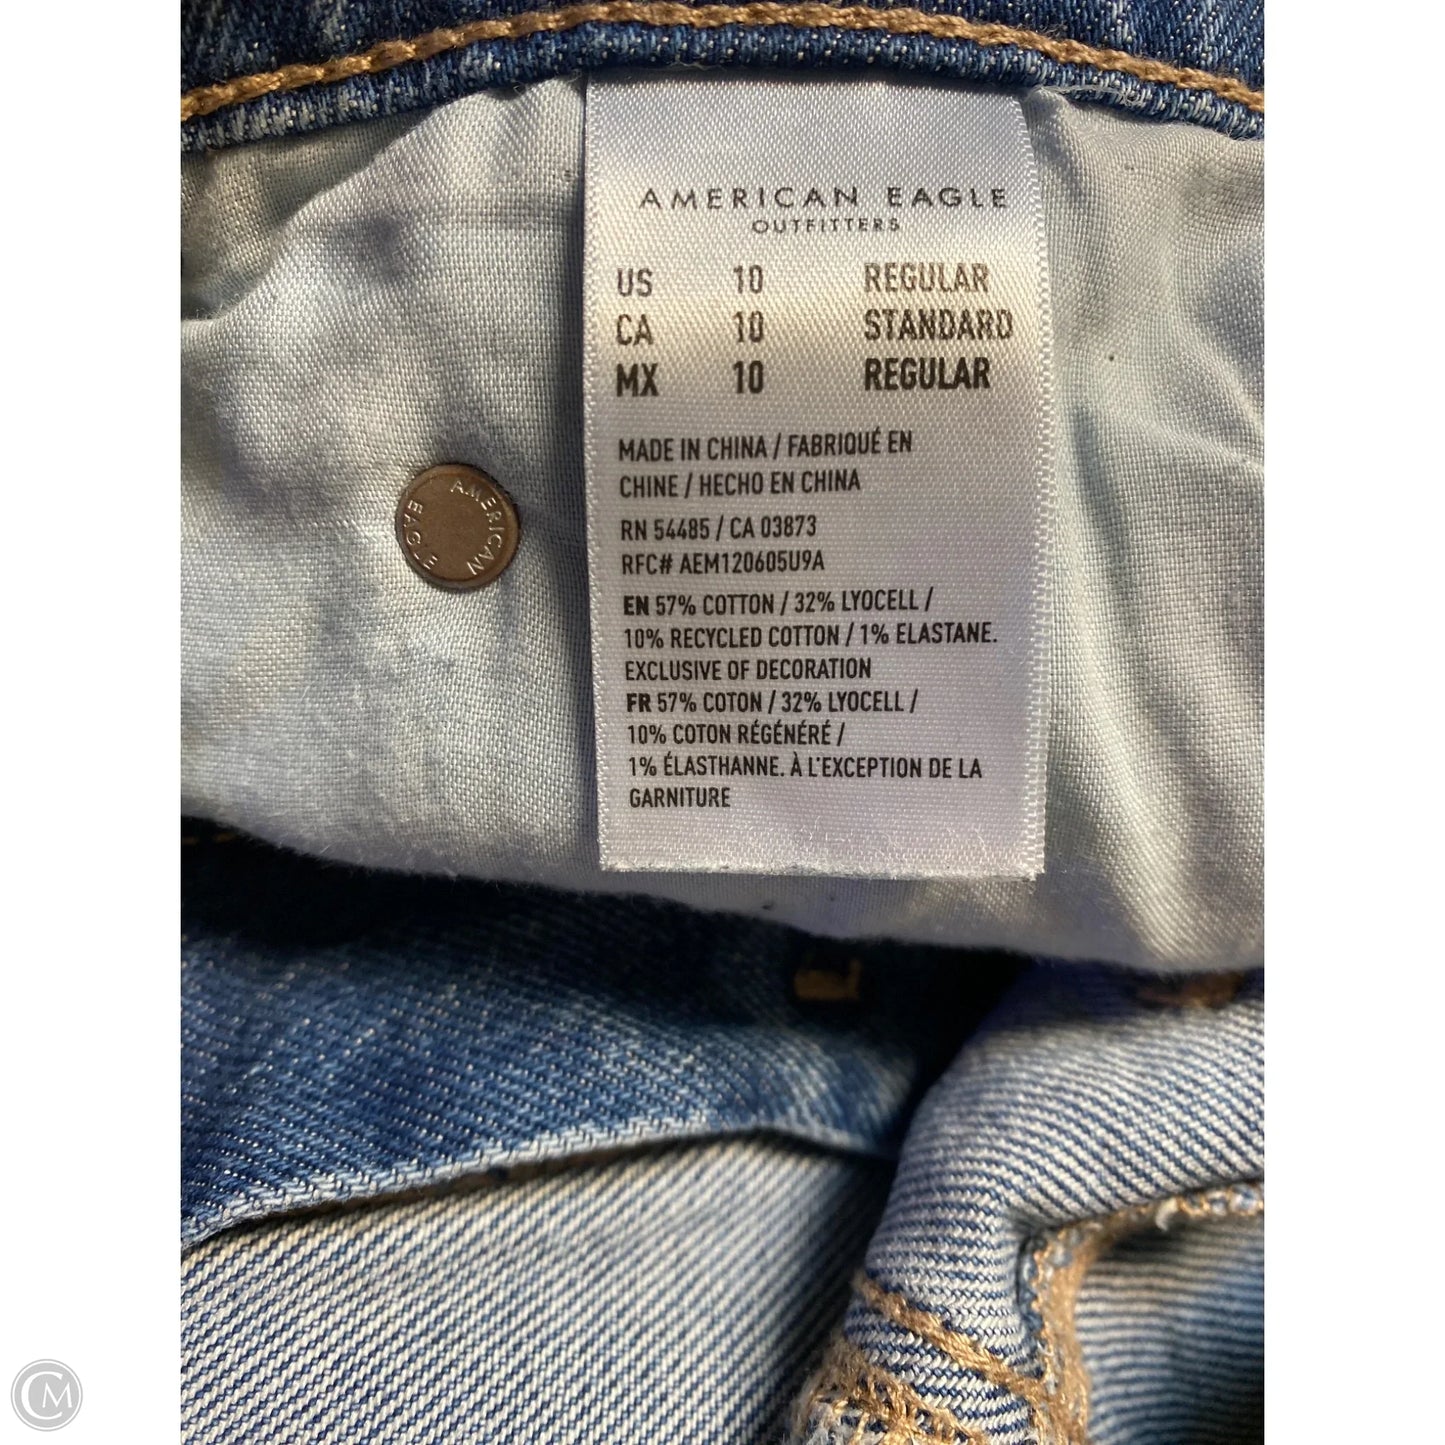 AMERICAN EAGLE
OUTFITTERS
US 10 REGULAR
CA 10 STANDARD
MX 10 REGULAR
MADE IN CHINA / FABRIQUÉ EN
CHINE / HECHO EN CHINA
RN 54485 / CA 03873
RFC# AEM120605U9A
EN 57% COTTON / 32% LYOCELL /
10% RECYCLED COTTON / 1% ELASTANE.
EXCLUSIVE OF DECORATION
FR 57% COTON / 32% LYOCELL /
10% COTON RÉGÉNÉRÉ /
1% ÉLASTHANNE. À L'EXCEPTION DE LA
GARNITURE
AMERICAN
EAGLE
CM